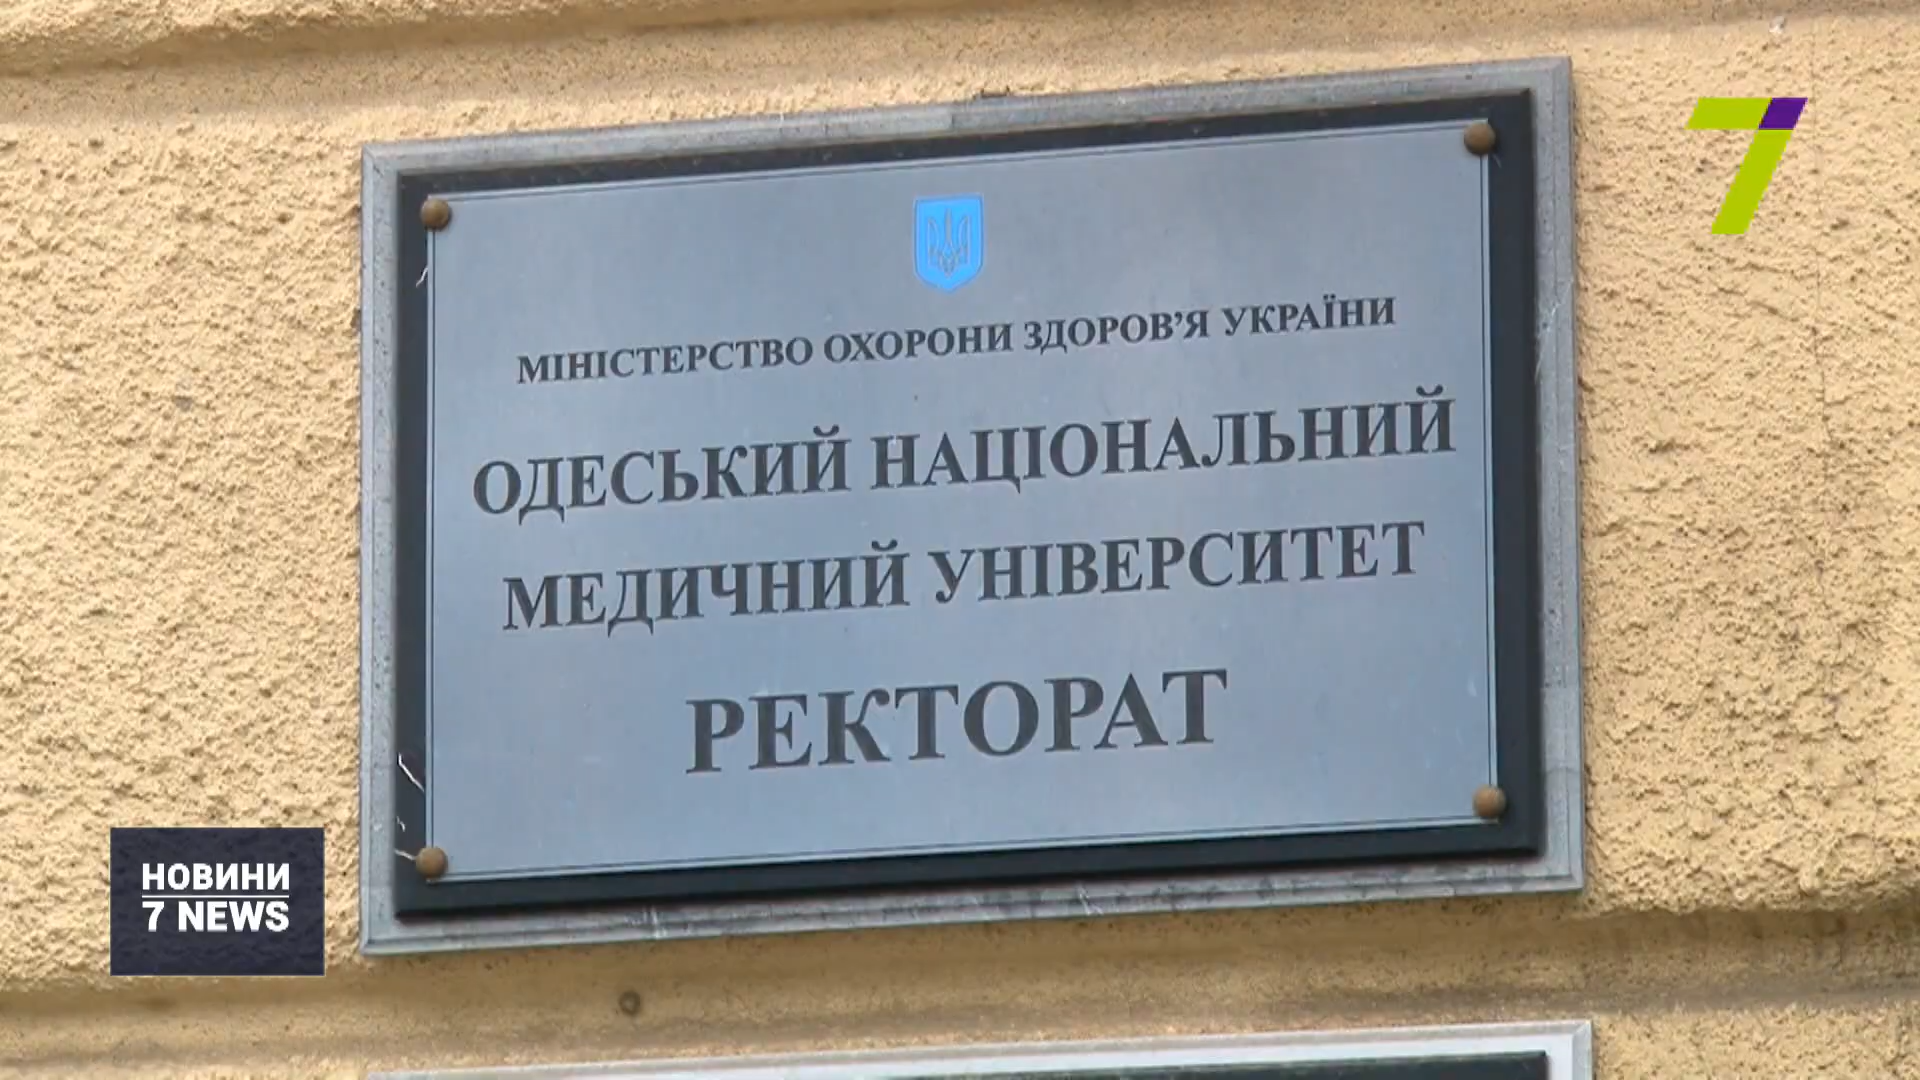 7
МІНІСТЕРСТВО ОХОРОНИ ЗДОРОВ’Я УКРАЇНИ
ОДЕСЬКИЙ НАЦІОНАЛЬНИЙ
МЕДИЧНИЙ УНІВЕРСИТЕТ
РЕКТОРАТ
НОВИНИ
7 NEWS